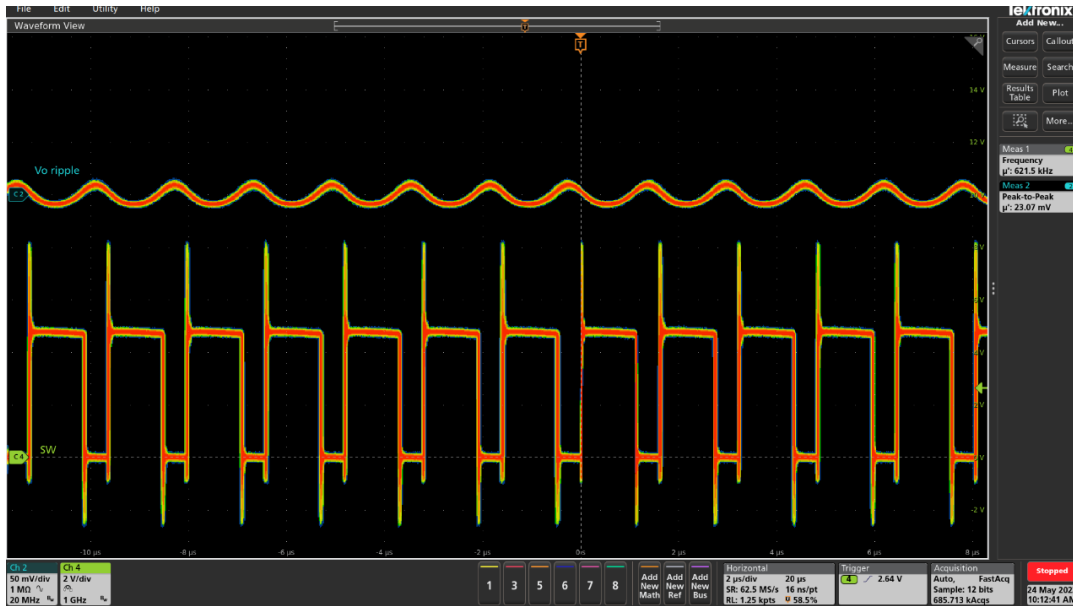 File Edit Utility Help
Tektronix
Waveform View
Add New...
T
T
Cursors Callout
14 V
Measure Search
Results Table Plot
More...
12 V
Meas 1 4
Frequency
µ': 621.5 kHz
Meas 2 2
Peak-to-Peak
µ': 23.07 mV
Vo ripple
C2
SW
C4
-2 V
-10 µs -8 µs -6 µs -4 µs -2 µs 0s 2 µs 4 µs 6 µs 8 µs
Ch 2
50 mV/div
1 MΩ
20 MHz
Ch 4
2 V/div
1 GHz
1 3 5 6 7 8
Add New Math
Add New Ref
Add New Bus
Horizontal
2 µs/div 20 µs
SR: 62.5 MS/s 16 ns/pt
RL: 1.25 kpts 58.5%
Trigger
4 2.64 V
Acquisition
Auto, FastAcq
Sample: 12 bits
685.713 kAcqs
Stopped
24 May 202
10:12:41 AM